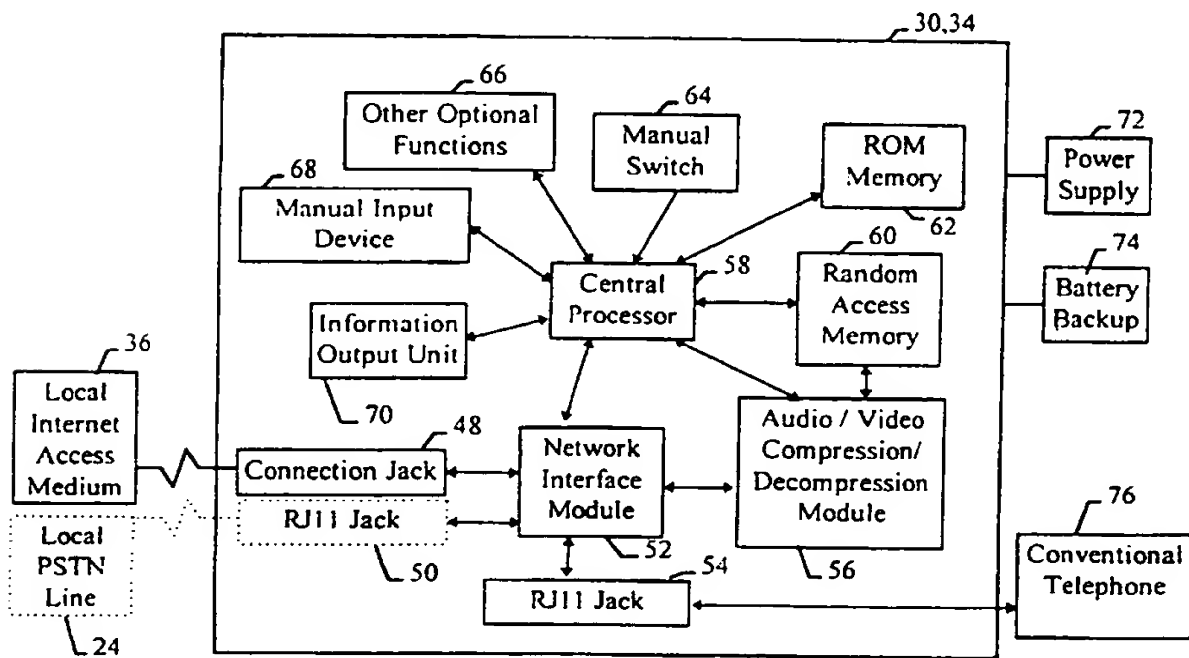 30,34
66
Other Optional
Functions
64
Manual
Switch
ROM
Memory
62
72
Power
Supply
68
Manual Input
Device
60
Random
Access
Memory
74
Battery
Backup
58
Central
Processor
Information
Output Unit
70
36
Local
Internet
Access
Medium
48
Connection Jack
Network
Interface
Module
52
Audio / Video
Compression/
Decompression
Module
56
RJ11 Jack
50
Local
PSTN
Line
24
54
RJ11 Jack
76
Conventional
Telephone